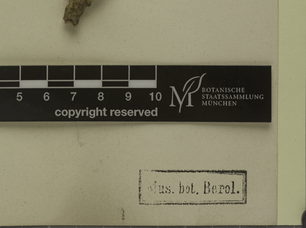 5 6 7 8 9 10
copyright reserved
BOTANISCHE
STAATSSAMMLUNG
MÜNCHEN
Mus. bot. Berol.